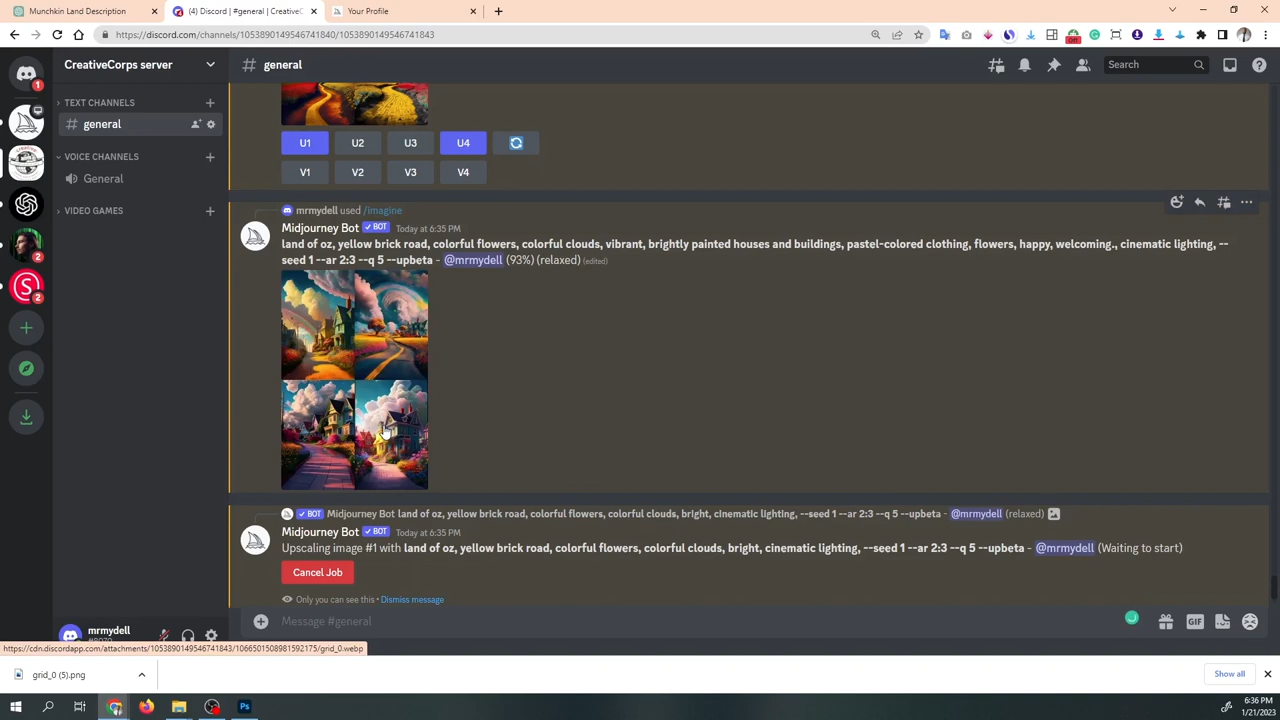 Munchkin Land Description
(4) Discord | #general | CreativeC
Your Profile
https://discord.com/channels/1053890149546741840/1053890149546741843
Off
CreativeCorps server
general
Search
1
TEXT CHANNELS
general
VOICE CHANNELS
General
VIDEO GAMES
2
2
U1 U2 U3 U4
V1 V2 V3 V4
mrmydell used /imagine
Midjourney Bot BOT Today at 6:35 PM
land of oz, yellow brick road, colorful flowers, colorful clouds, vibrant, brightly painted houses and buildings, pastel-colored clothing, flowers, happy, welcoming., cinematic lighting, --
seed 1 --ar 2:3 --q 5 --upbeta - @mrmydell (93%) (relaxed) (edited)
BOT Midjourney Bot land of oz, yellow brick road, colorful flowers, colorful clouds, bright, cinematic lighting, --seed 1 --ar 2:3 --q 5 --upbeta - @mrmydell (relaxed)
Midjourney Bot BOT Today at 6:35 PM
Upscaling image #1 with land of oz, yellow brick road, colorful flowers, colorful clouds, bright, cinematic lighting, --seed 1 --ar 2:3 --q 5 --upbeta - @mrmydell (Waiting to start)
Cancel Job
Only you can see this • Dismiss message
Message #general
GIF
mrmydell
https://cdn.discordapp.com/attachments/1053890149546741843/1066501508981592175/grid_0.webp
grid_0 (5).png
Show all
6:36 PM
1/21/2023